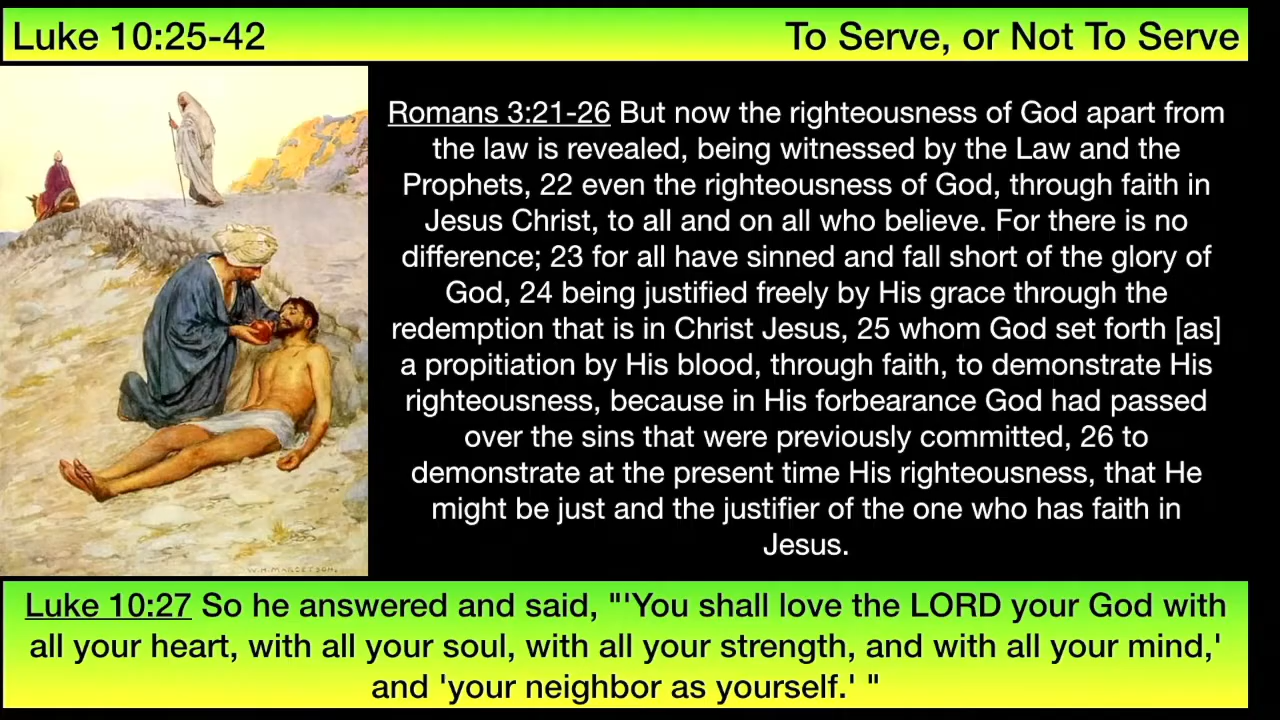 Luke 10:25-42
To Serve, or Not To Serve
Romans 3:21-26 But now the righteousness of God apart from
the law is revealed, being witnessed by the Law and the
Prophets, 22 even the righteousness of God, through faith in
Jesus Christ, to all and on all who believe. For there is no
difference; 23 for all have sinned and fall short of the glory of
God, 24 being justified freely by His grace through the
redemption that is in Christ Jesus, 25 whom God set forth [as]
a propitiation by His blood, through faith, to demonstrate His
righteousness, because in His forbearance God had passed
over the sins that were previously committed, 26 to
demonstrate at the present time His righteousness, that He
might be just and the justifier of the one who has faith in
Jesus.
Luke 10:27 So he answered and said, "'You shall love the LORD your God with
all your heart, with all your soul, with all your strength, and with all your mind,'
and 'your neighbor as yourself.' "